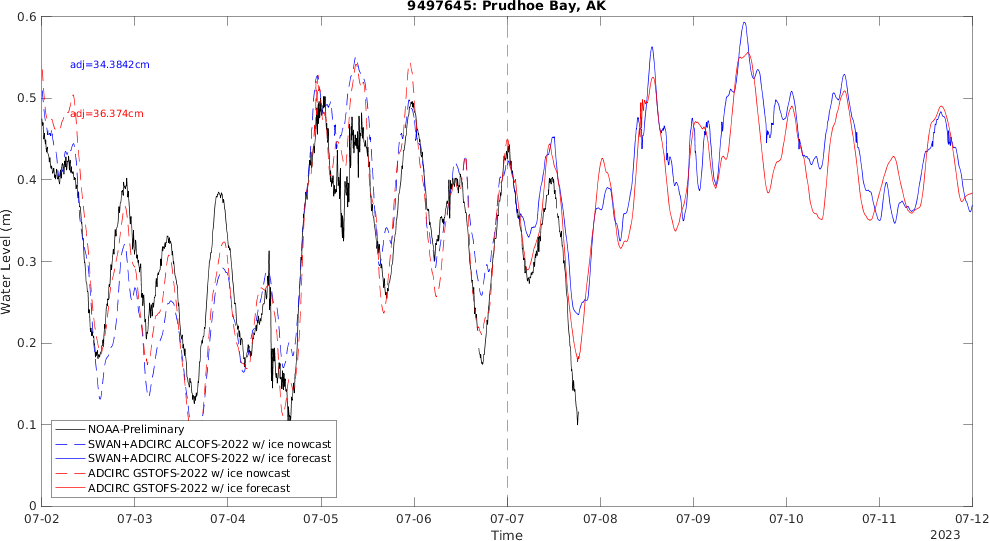 9497645: Prudhoe Bay, AK
0.6
adj=34.3842cm
0.5
adj=36.374cm
0.4
Water Level (m)
0.3
0.2
0.1
NOAA-Preliminary
SWAN+ADCIRC ALCOFS-2022 w/ ice nowcast
SWAN+ADCIRC ALCOFS-2022 w/ ice forecast
ADCIRC GSTOFS-2022 w/ ice nowcast
ADCIRC GSTOFS-2022 w/ ice forecast
0
07-02 07-03 07-04 07-05 07-06 07-07 07-08 07-09 07-10 07-11 07-12
Time
2023